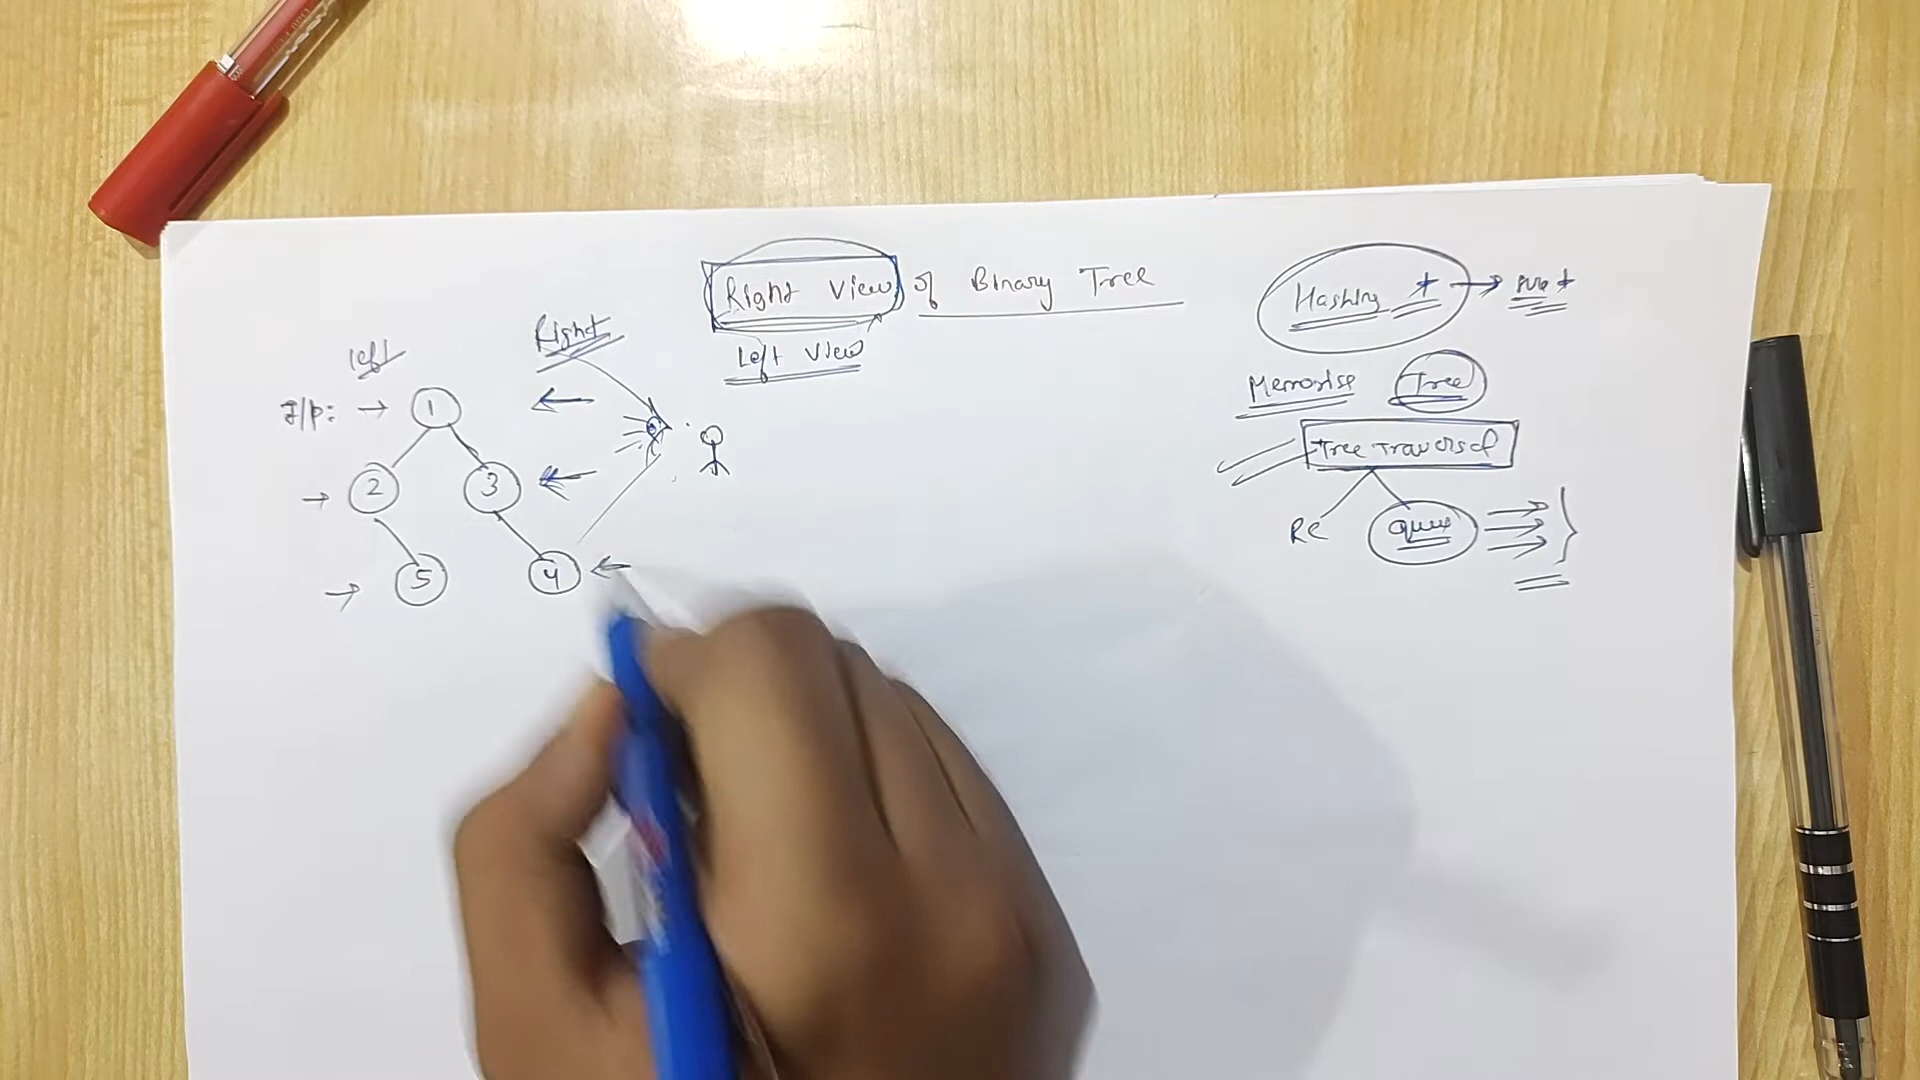 Right View of Binary Tree
Left View
left
Right
I/p: → 1
2 3
5 4
Hashing * →
Memorise Tree
Tree Traversal
Re queue